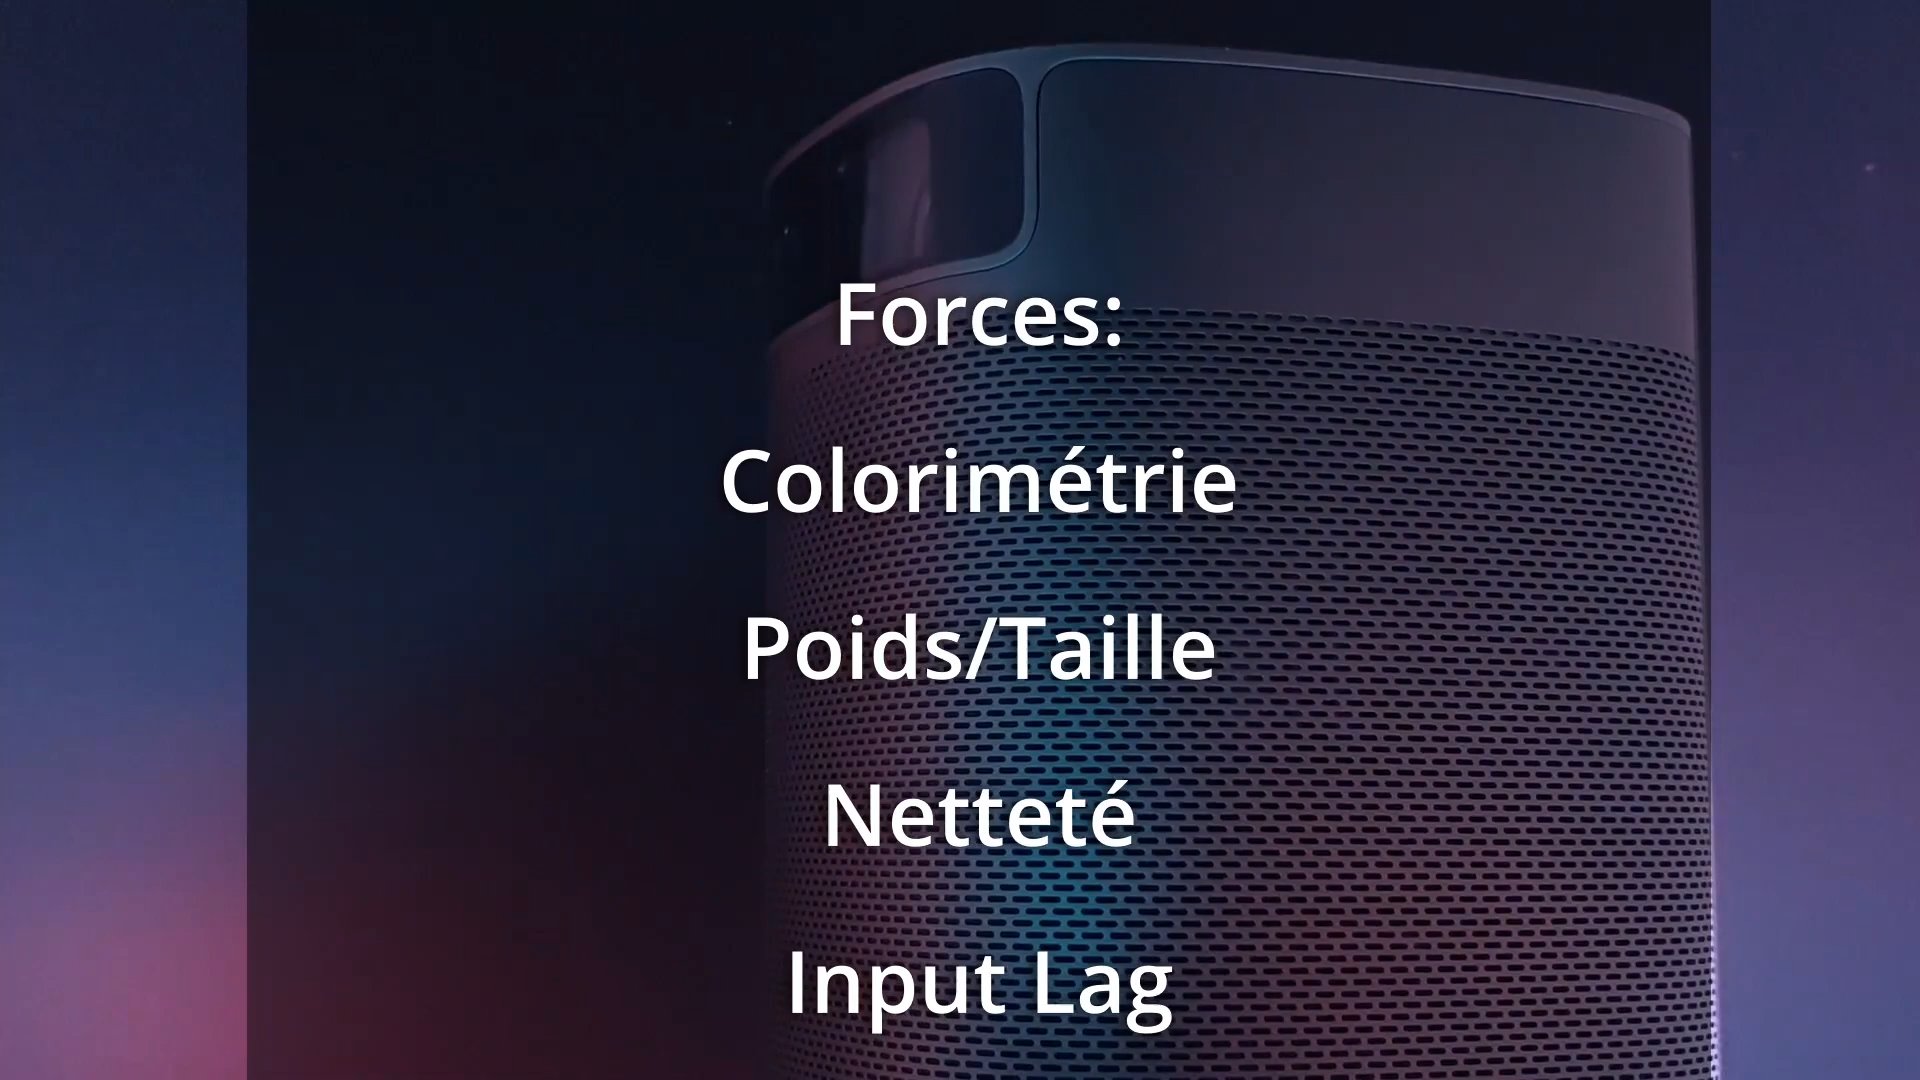 Forces:
Colorimétrie
Poids/Taille
Netteté
Input Lag